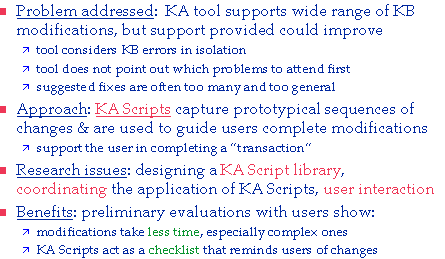 Problem addressed: KA tool supports wide range of KB
modifications, but support provided could improve
tool considers KB errors in isolation
tool does not point out which problems to attend first
suggested fixes are often too many and too general
Approach: KA Scripts capture prototypical sequences of
changes & are used to guide users complete modifications
support the user in completing a "transaction"
Research issues: designing a KA Script library,
coordinating the application of KA Scripts, user interaction
Benefits: preliminary evaluations with users show:
modifications take less time, especially complex ones
KA Scripts act as a checklist that reminds users of changes